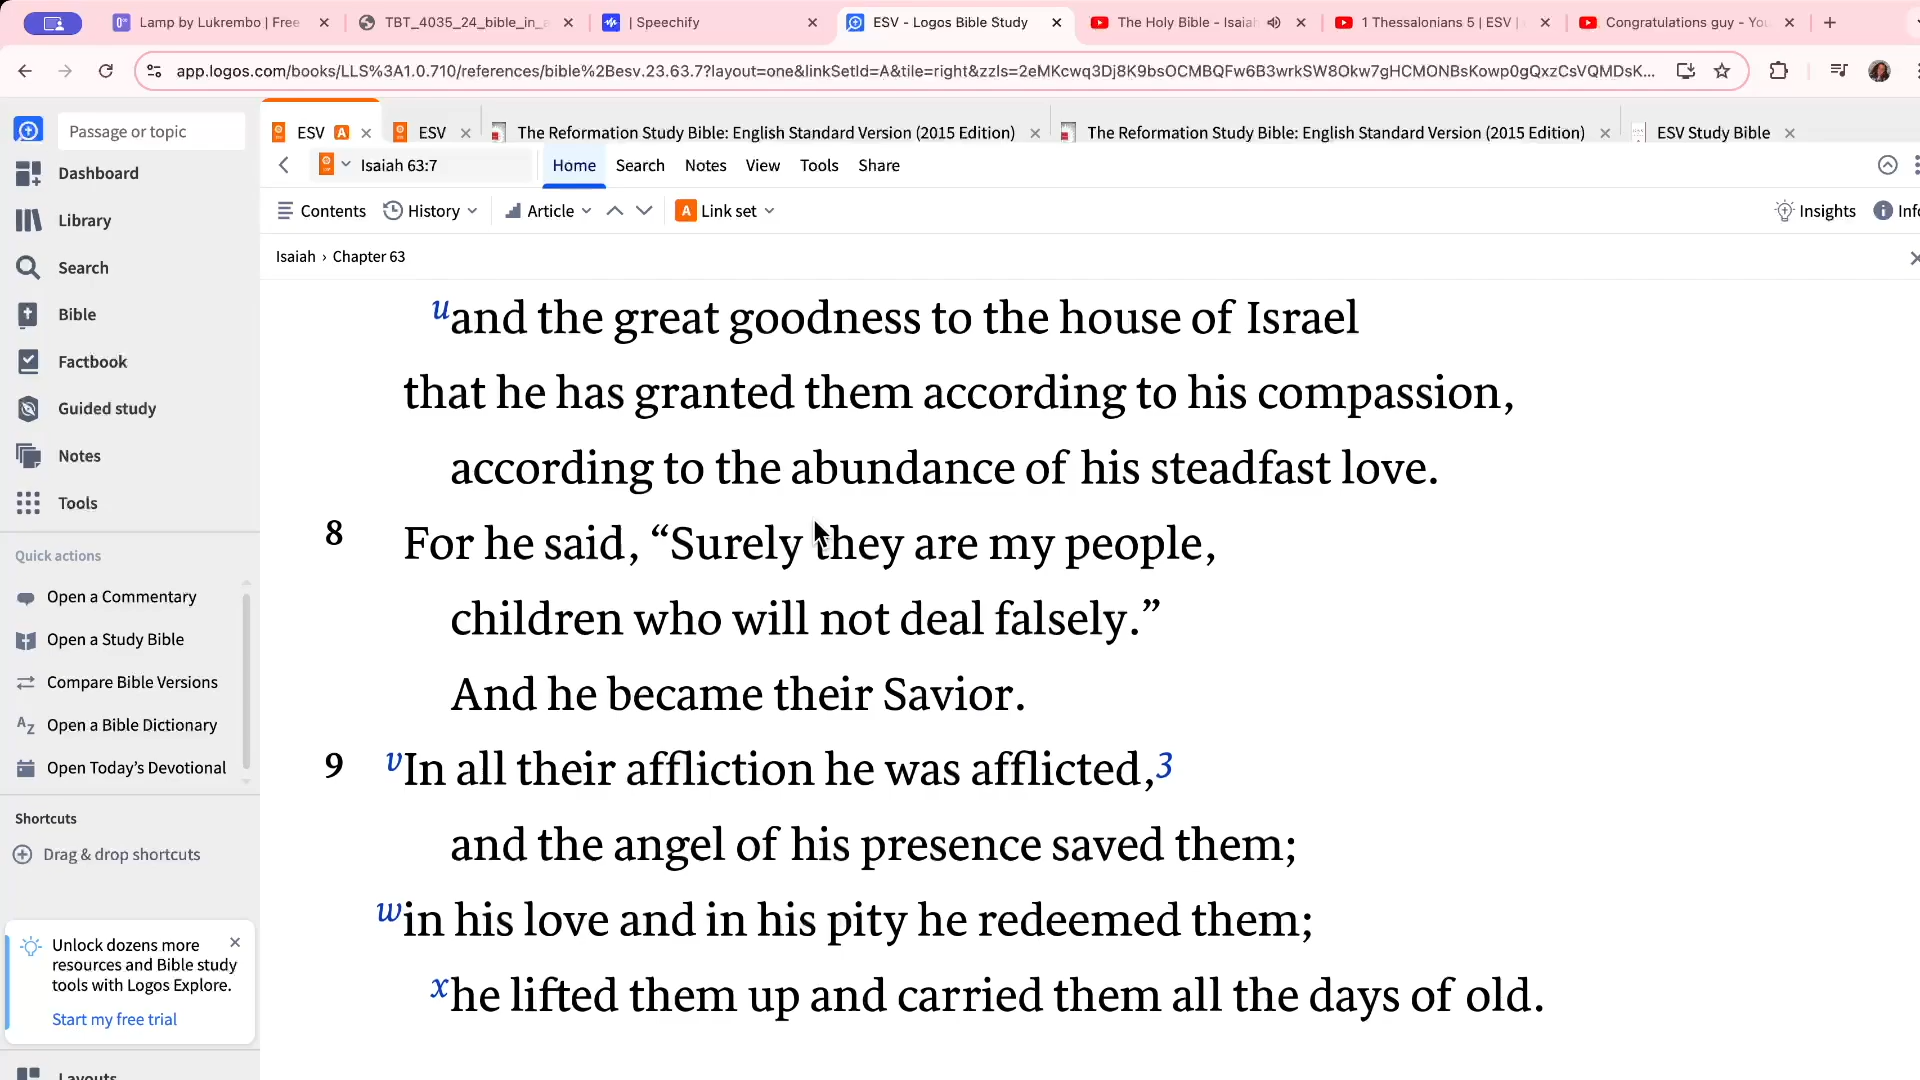 Lamp by Lukrembo | Free
TBT_4035_24_bible_in_a
| Speechify
ESV - Logos Bible Study
The Holy Bible - Isaiah
1 Thessalonians 5 | ESV |
Congratulations guy - You
app.logos.com/books/LLS%3A1.0.710/references/bible%2Besv.23.63.7?layout=one&linkSetId=A&tile=right&zzls=2eMKcwq3Dj8K9bsOCMBQFw6B3wrkSW8Okw7gHCMONBsKowp0gQxzCsVQMDsK...
Passage or topic
ESV A
ESV
The Reformation Study Bible: English Standard Version (2015 Edition)
The Reformation Study Bible: English Standard Version (2015 Edition)
ESV Study Bible
Isaiah 63:7
Home
Search
Notes
View
Tools
Share
Contents
History
Article
A Link set
Insights
Info
Isaiah › Chapter 63
Dashboard
Library
Search
Bible
Factbook
Guided study
Notes
Tools
Quick actions
Open a Commentary
Open a Study Bible
Compare Bible Versions
Open a Bible Dictionary
Open Today's Devotional
Shortcuts
Drag & drop shortcuts
Unlock dozens more
resources and Bible study
tools with Logos Explore.
Start my free trial
Layouts
u and the great goodness to the house of Israel
that he has granted them according to his compassion,
according to the abundance of his steadfast love.
8 For he said, “Surely they are my people,
children who will not deal falsely.”
And he became their Savior.
9 v In all their affliction he was afflicted,3
and the angel of his presence saved them;
w in his love and in his pity he redeemed them;
x he lifted them up and carried them all the days of old.